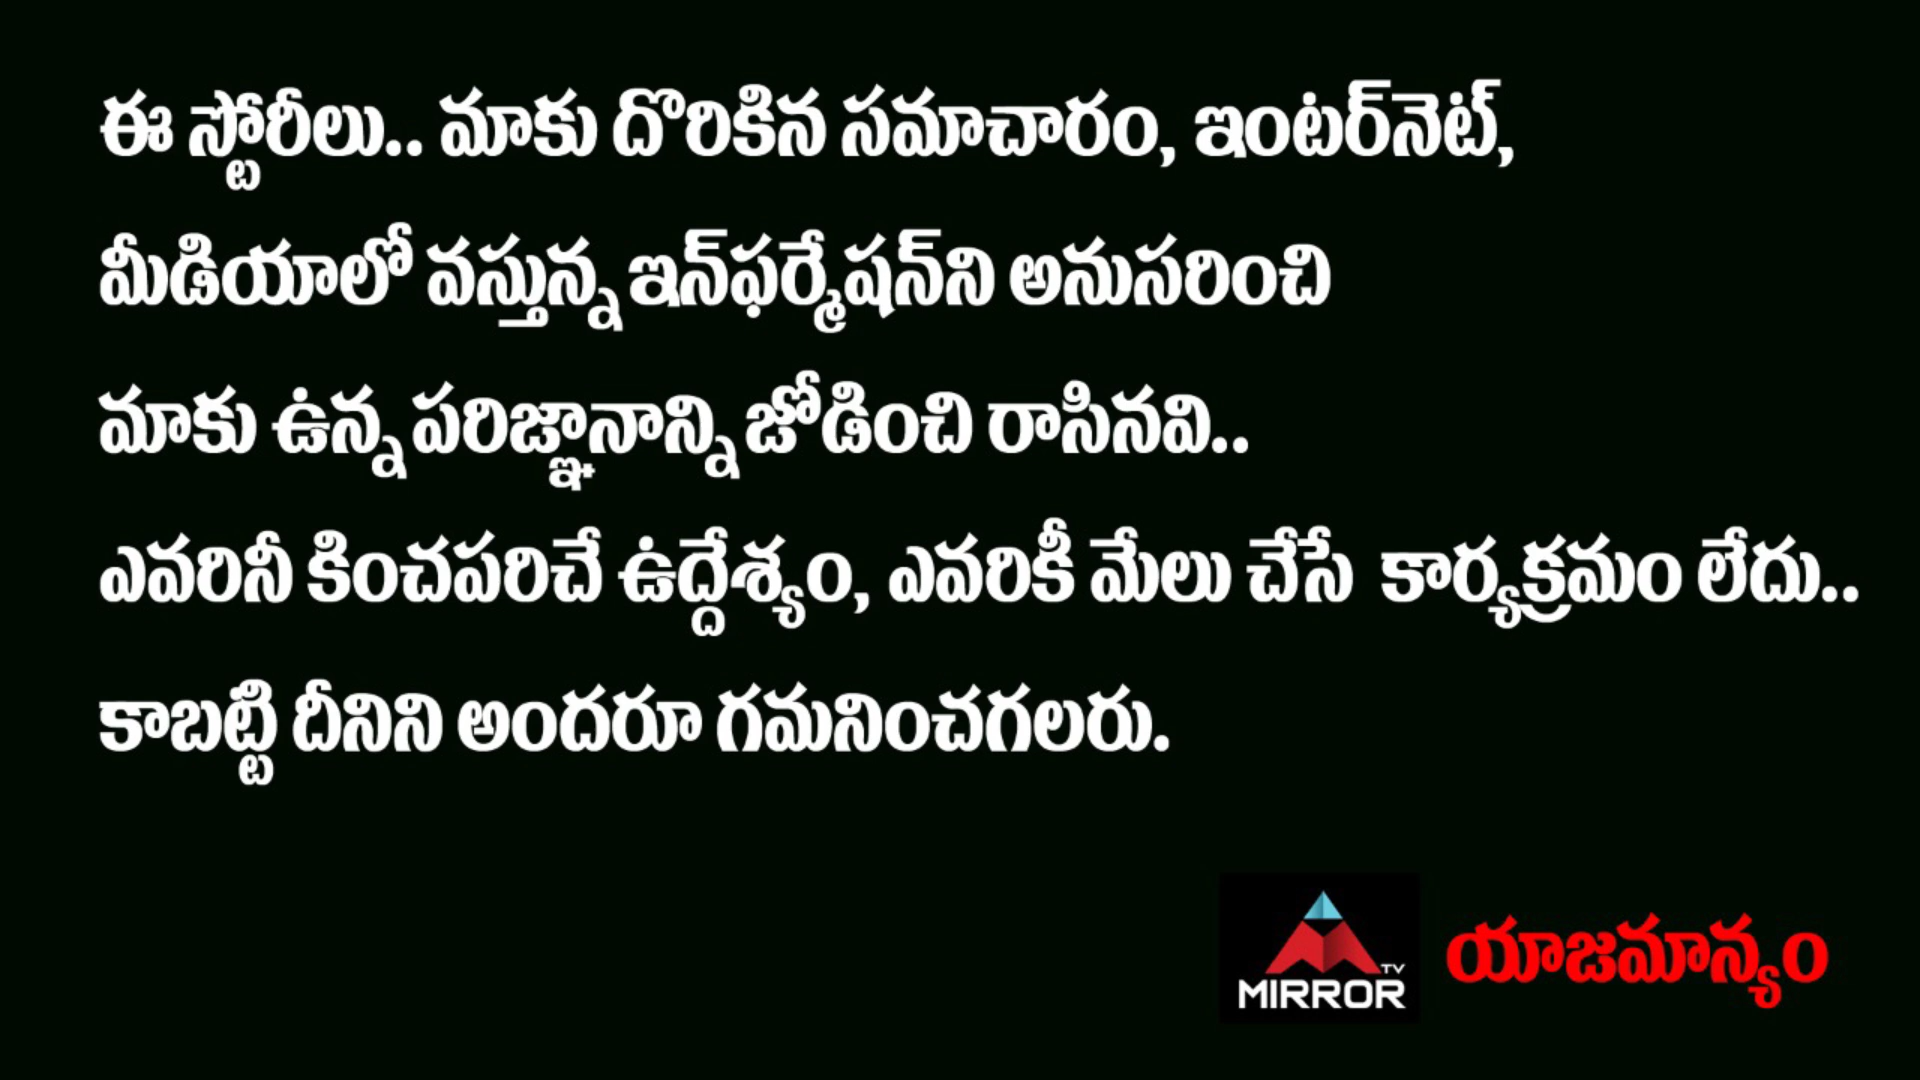 ఈ స్టోరీలు.. మాకు దొరికిన సమాచారం, ఇంటర్‌నెట్,
మీడియాలో వస్తున్న ఇన్‌ఫర్మేషన్‌ని అనుసరించి
మాకు ఉన్న పరిజ్ఞానాన్ని జోడించి రాసినవి..
ఎవరినీ కించపరిచే ఉద్దేశ్యం, ఎవరికీ మేలు చేసే కార్యక్రమం లేదు..
కాబట్టి దీనిని అందరూ గమనించగలరు.
TV
MIRROR
యాజమాన్యం